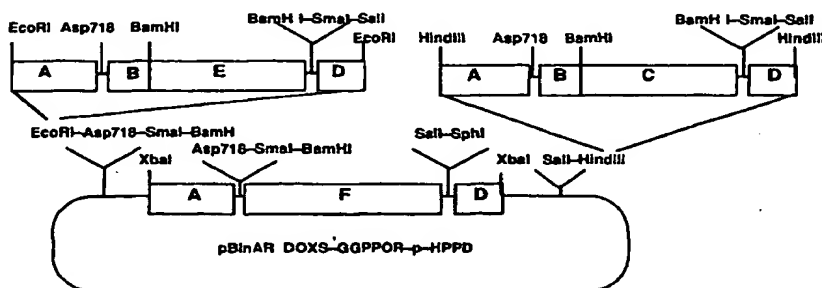 EcoRI Asp718 BamHI BamH I-SmaI-SalI EcoRI
A B E D
HindIII Asp718 BamHI BamH I-SmaI-SalI HindIII
A B C D
EcoRI-Asp718-SmaI-BamH
SalI-SphI
XbaI Asp718-SmaI-BamHI XbaI SalI-HindIII
A F D
pBinAR DOXS-GGPPOR-p-HPPD